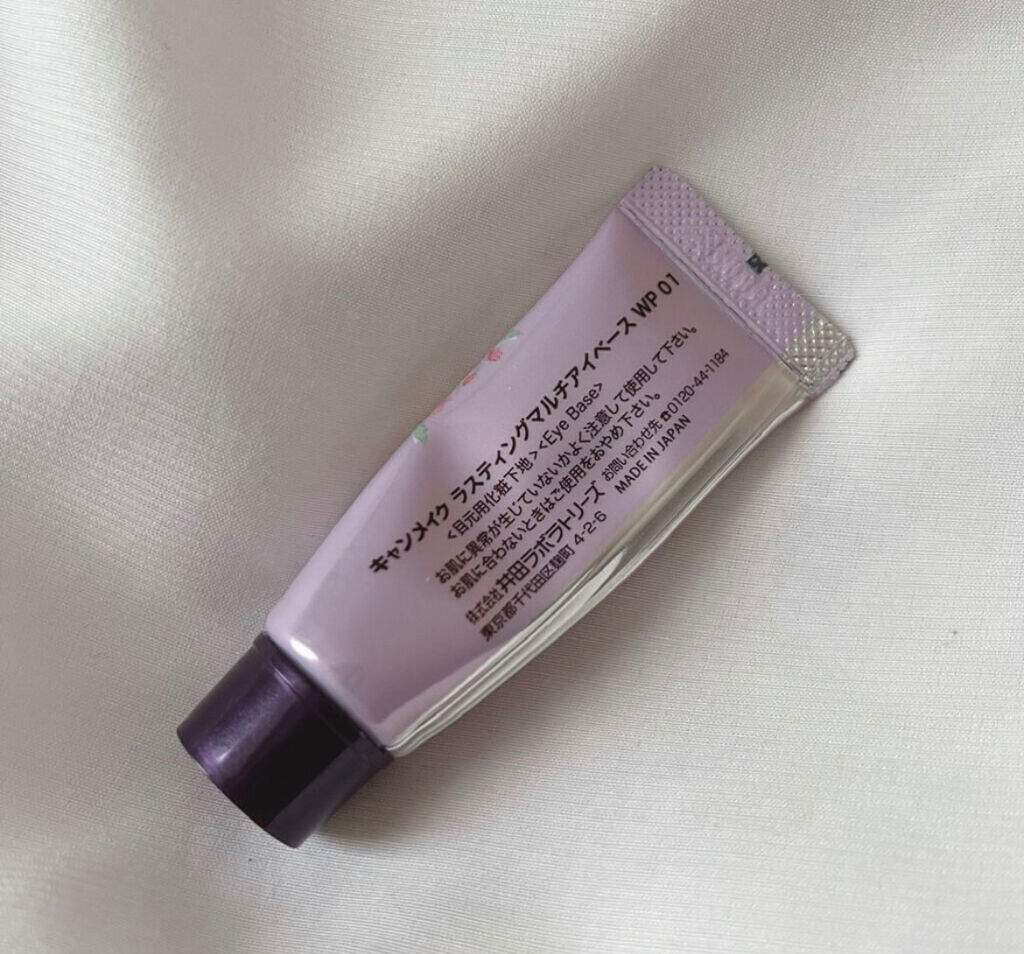 キャンメイク ラスティングマルチアイベース WP 01
<目元用化粧下地><Eye Base>
お肌に異常が生じていないかよく注意して使用して下さい。
お肌に合わないときはご使用をおやめ下さい。
株式会社 井田ラボラトリーズ お問い合わせ先☎0120-44-1184
東京都千代田区麹町 4-2-6 MADE IN JAPAN